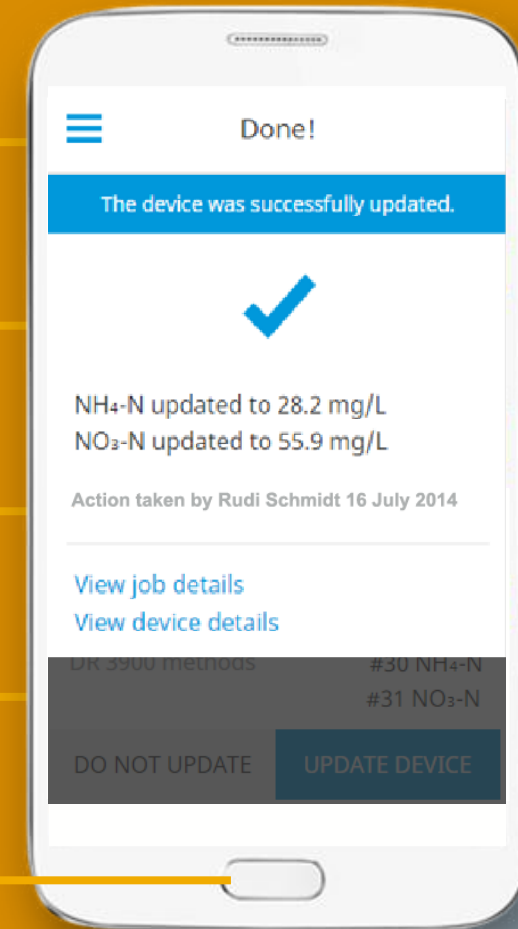 Done!
The device was successfully updated.
NH₄-N updated to 28.2 mg/L
NO₃-N updated to 55.9 mg/L
Action taken by Rudi Schmidt 16 July 2014
View job details
View device details
DR 3900 methods #30 NH₄-N
#31 NO₃-N
DO NOT UPDATE UPDATE DEVICE